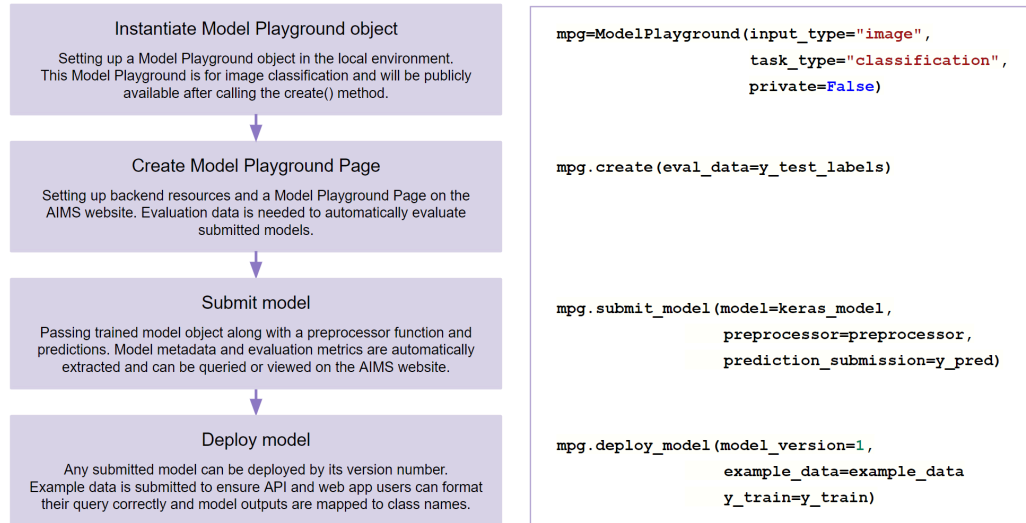 Instantiate Model Playground object
Setting up a Model Playground object in the local environment.
This Model Playground is for image classification and will be publicly
available after calling the create() method.
Create Model Playground Page
Setting up backend resources and a Model Playground Page on the
AIMS website. Evaluation data is needed to automatically evaluate
submitted models.
Submit model
Passing trained model object along with a preprocessor function and
predictions. Model metadata and evaluation metrics are automatically
extracted and can be queried or viewed on the AIMS website.
Deploy model
Any submitted model can be deployed by its version number.
Example data is submitted to ensure API and web app users can format
their query correctly and model outputs are mapped to class names.
mpg=ModelPlayground(input_type="image",
task_type="classification",
private=False)
mpg.create(eval_data=y_test_labels)
mpg.submit_model(model=keras_model,
preprocessor=preprocessor,
prediction_submission=y_pred)
mpg.deploy_model(model_version=1,
example_data=example_data
y_train=y_train)